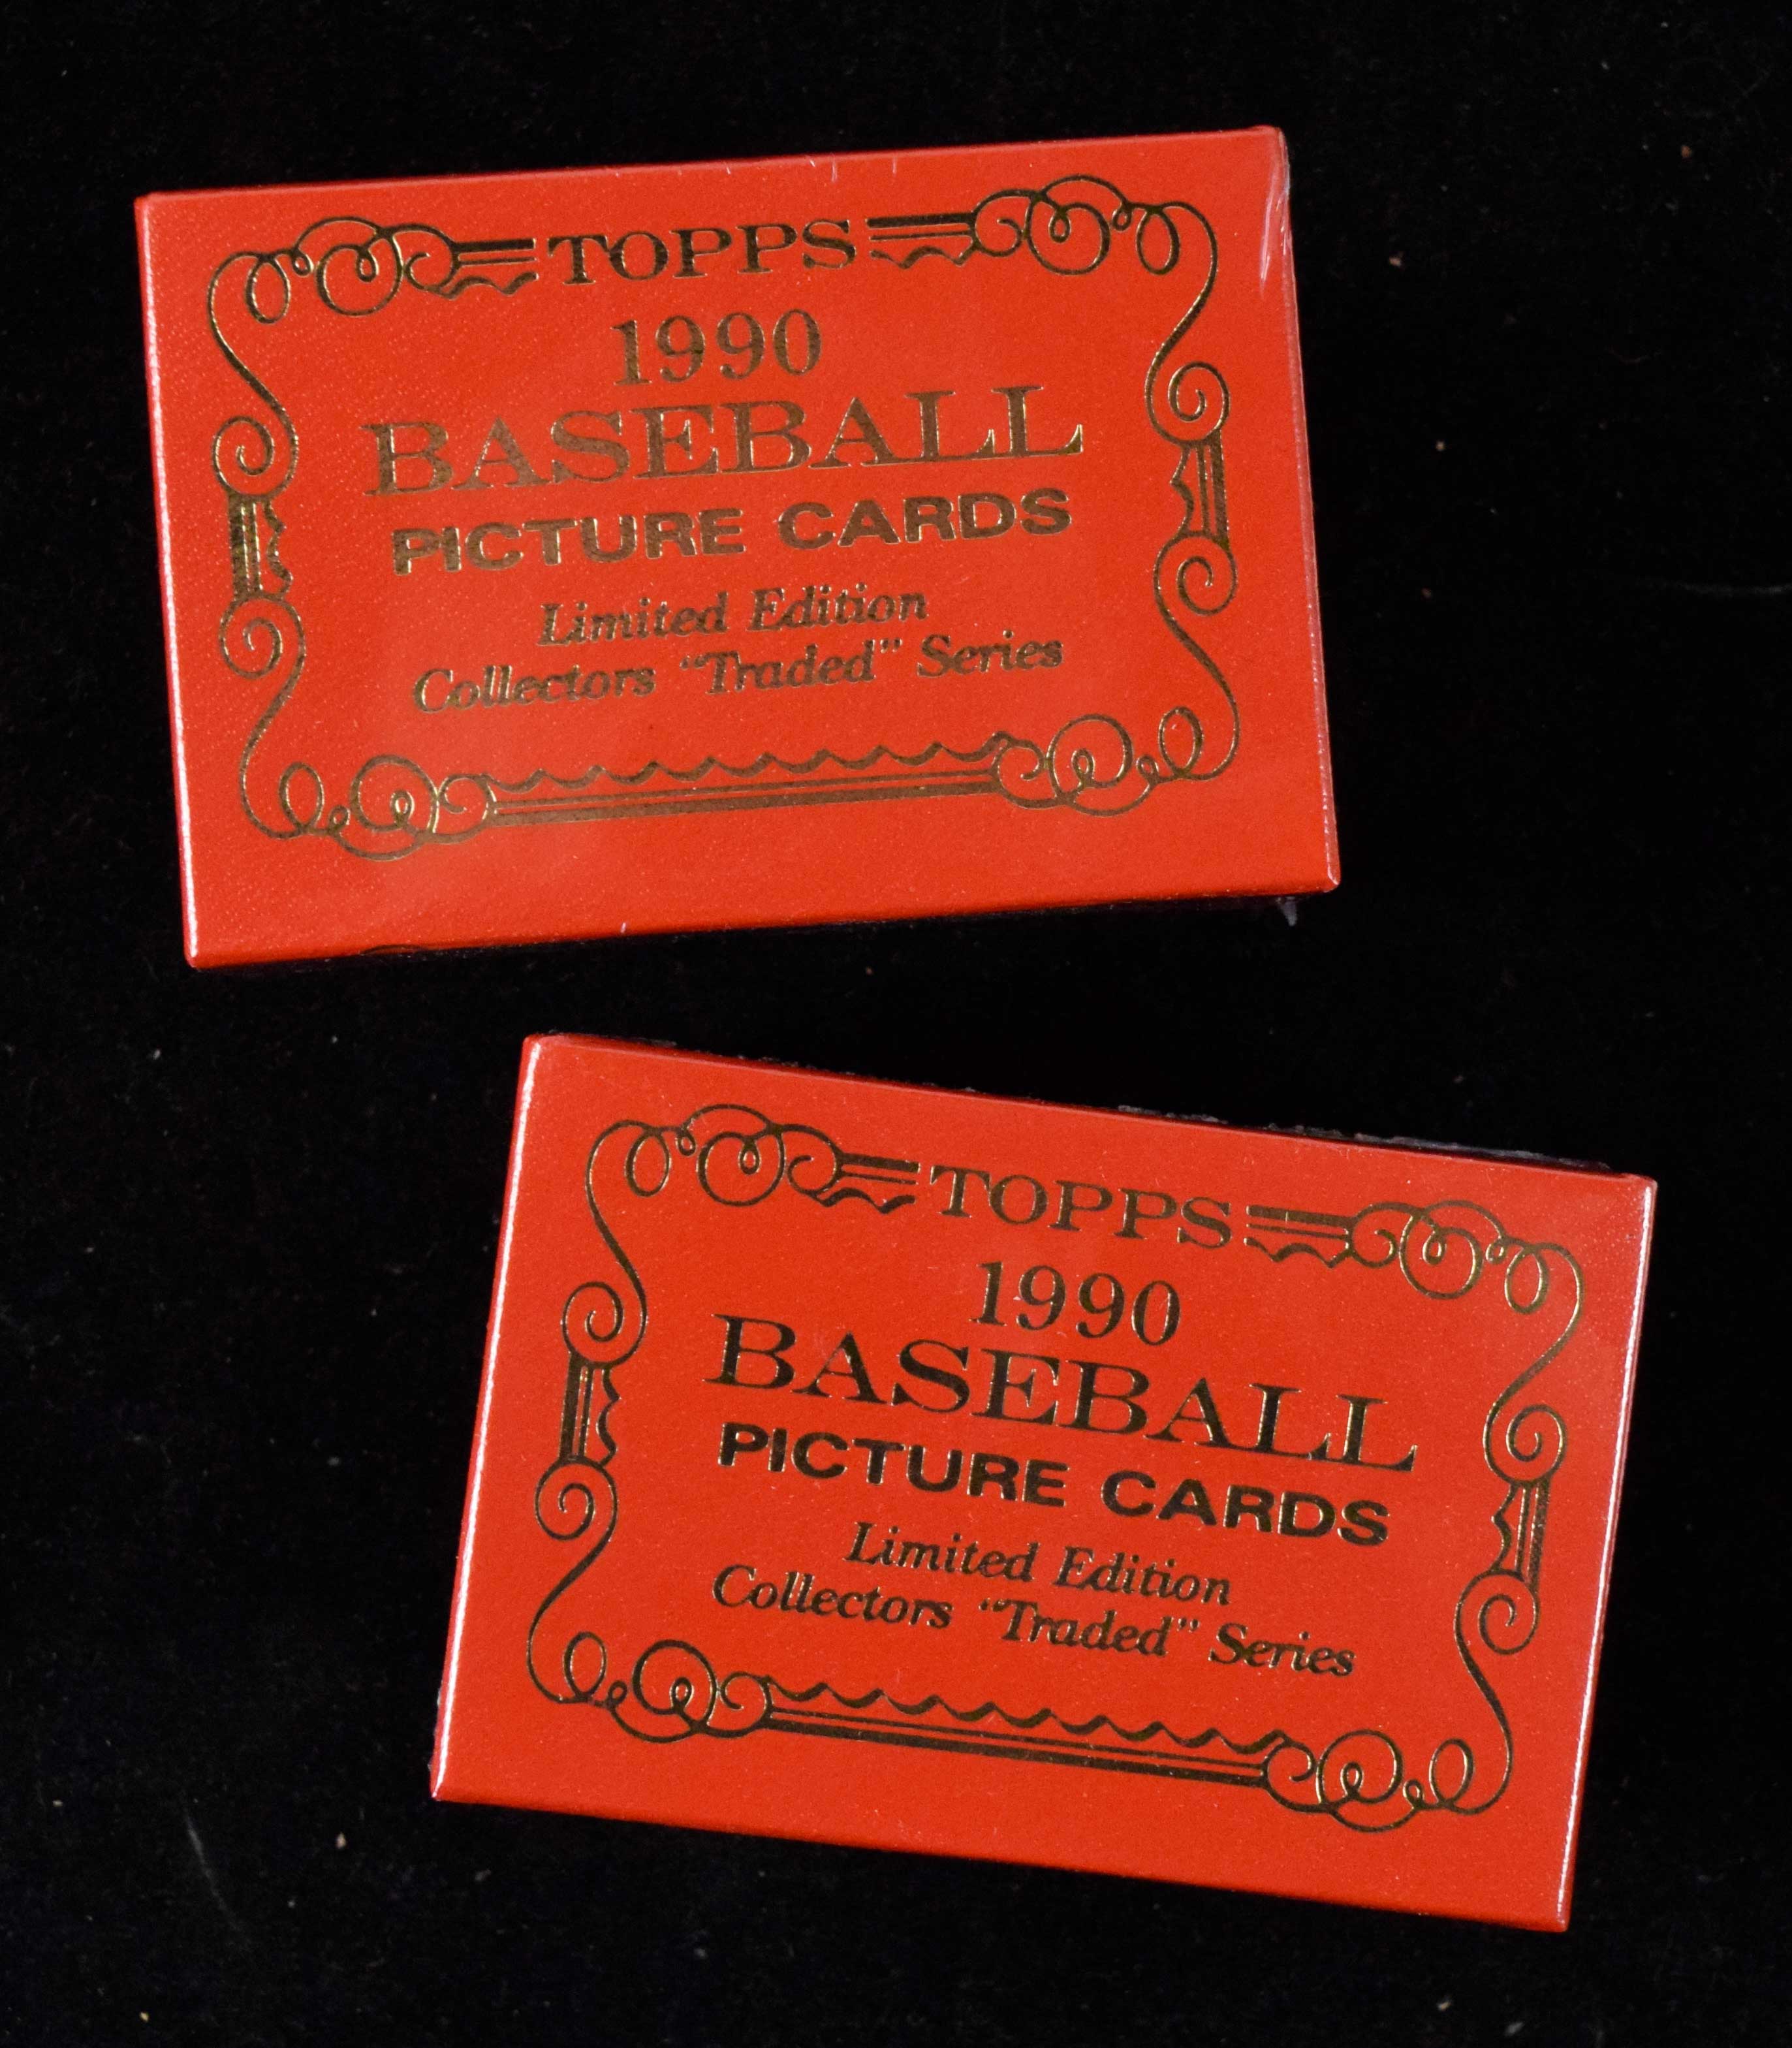 TOPPS
1990
BASEBALL
PICTURE CARDS
Limited Edition
Collectors "Traded" Series
TOPPS
1990
BASEBALL
PICTURE CARDS
Limited Edition
Collectors "Traded" Series